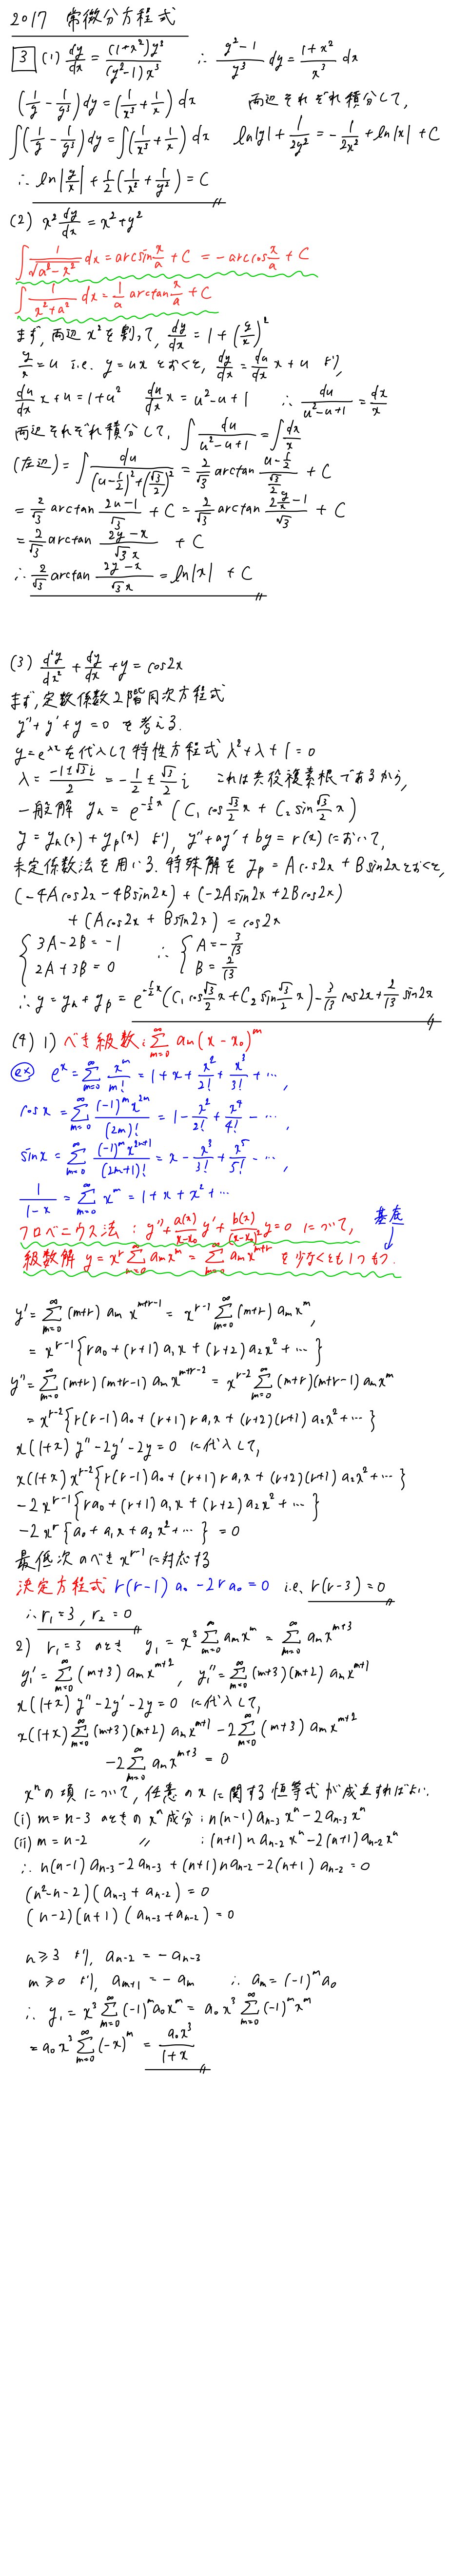 2017 常微分方程式
3 (1) dy/dx = (1+x²)y³/(y²-1)x³ ∴ (y²-1)/y³ dy = (1+x²)/x³ dx
(1/y - 1/y³)dy = (1/x³ + 1/x) dx 両辺それぞれ積分して,
∫(1/y - 1/y³)dy = ∫(1/x³ + 1/x) dx ln|y| + 1/2y² = -1/2x² + ln|x| + C
∴ ln|y/x| + 1/2(1/x² + 1/y²) = C
(2) x² dy/dx = x² + y²
∫ 1/√(a²-x²) dx = arcsin x/a + C = -arccos x/a + C
∫ 1/(x²+a²) dx = 1/a arctan x/a + C
まず, 両辺 x² を割って, dy/dx = 1 + (y/x)²
y/x = u i.e. y = ux とおくと, dy/dx = du/dx x + u より,
du/dx x + u = 1 + u² du/dx x = u² - u + 1 ∴ du/(u²-u+1) = dx/x
両辺それぞれ積分して, ∫ du/(u²-u+1) = ∫ dx/x
(左辺) = ∫ du/((u-1/2)² + (√3/2)²) = 2/√3 arctan (u-1/2)/(√3/2) + C
= 2/√3 arctan (2u-1)/√3 + C = 2/√3 arctan (2y/x -1)/√3 + C
= 2/√3 arctan (2y-x)/(√3x) + C
∴ 2/√3 arctan (2y-x)/(√3x) = ln|x| + C
(3) d²y/dx² + dy/dx + y = cos2x
まず, 定数係数2階同次方程式
y'' + y' + y = 0 を考える.
y = e^λx を代入して特性方程式 λ² + λ + 1 = 0
λ = (-1±√3i)/2 = -1/2 ± √3/2 i これは共役複素根であるから,
一般解 y_h = e^(-1/2 x) (C₁ cos √3/2 x + C₂ sin √3/2 x)
y = y_h(x) + y_p(x) より, y'' + ay' + by = r(x) において,
未定係数法を用いる. 特殊解を y_p = A cos2x + B sin2x とおくと,
(-4A cos2x - 4B sin2x) + (-2A sin2x + 2B cos2x)
+ (A cos2x + B sin2x) = cos2x
{ 3A - 2B = -1 ∴ { A = -3/13
2A + 3B = 0 B = 2/13
∴ y = y_h + y_p = e^(-1/2 x) (C₁ cos √3/2 x + C₂ sin √3/2 x) - 3/13 cos2x + 2/13 sin2x
(4) 1) べき級数: Σ_{m=0}^∞ a_m (x - x₀)^m
ex e^x = Σ_{m=0}^∞ x^m/m! = 1 + x + x²/2! + x³/3! + …,
cos x = Σ_{m=0}^∞ (-1)^m x^{2m}/(2m)! = 1 - x²/2! + x⁴/4! - …,
sin x = Σ_{m=0}^∞ (-1)^m x^{2m+1}/(2m+1)! = x - x³/3! + x⁵/5! - …,
1/(1-x) = Σ_{m=0}^∞ x^m = 1 + x + x² + …
フロベニウス法 : y'' + a(x)/(x-x₀) y' + b(x)/(x-x₀)² y = 0 について, 基底
級数解 y = x^r Σ_{m=0}^∞ a_m x^m = Σ_{m=0}^∞ a_m x^{m+r} を少なくとも1つもつ.
y' = Σ_{m=0}^∞ (m+r) a_m x^{m+r-1} = x^{r-1} Σ_{m=0}^∞ (m+r) a_m x^m,
= x^{r-1} {ra₀ + (r+1) a₁x + (r+2) a₂x² + … }
y'' = Σ_{m=0}^∞ (m+r)(m+r-1) a_m x^{m+r-2} = x^{r-2} Σ_{m=0}^∞ (m+r)(m+r-1) a_m x^m
= x^{r-2} {r(r-1) a₀ + (r+1) r a₁x + (r+2)(r+1) a₂x² + … }
x(1+x) y'' - 2y' - 2y = 0 に代入して,
x(1+x) x^{r-2} {r(r-1) a₀ + (r+1) r a₁x + (r+2)(r+1) a₂x² + … }
- 2x^{r-1} {ra₀ + (r+1) a₁x + (r+2) a₂x² + … }
- 2x^r {a₀ + a₁x + a₂x² + … } = 0
最低次のべき x^{r-1} に対応する
決定方程式 r(r-1) a₀ - 2ra₀ = 0 i.e. r(r-3) = 0
∴ r₁ = 3, r₂ = 0
2) r₁ = 3 のとき y₁ = x³ Σ_{m=0}^∞ a_m x^m = Σ_{m=0}^∞ a_m x^{m+3}
y₁' = Σ_{m=0}^∞ (m+3) a_m x^{m+2}, y₁'' = Σ_{m=0}^∞ (m+3)(m+2) a_m x^{m+1}
x(1+x) y'' - 2y' - 2y = 0 に代入して,
x(1+x) Σ_{m=0}^∞ (m+3)(m+2) a_m x^{m+1} - 2 Σ_{m=0}^∞ (m+3) a_m x^{m+2}
- 2 Σ_{m=0}^∞ a_m x^{m+3} = 0
x^n の項について, 任意の x に関する恒等式が成立すればよい.
(i) m = n-3 のときの x^n 成分 : n(n-1) a_{n-3} x^n - 2a_{n-3} x^n
(ii) m = n-2 〃 : (n+1) n a_{n-2} x^n - 2(n+1) a_{n-2} x^n
∴ n(n-1) a_{n-3} - 2a_{n-3} + (n+1) n a_{n-2} - 2(n+1) a_{n-2} = 0
(n²-n-2) (a_{n-3} + a_{n-2}) = 0
(n-2)(n+1) (a_{n-3} + a_{n-2}) = 0
n ≥ 3 より, a_{n-2} = -a_{n-3}
m ≥ 0 より, a_{m+1} = -a_m ∴ a_m = (-1)^m a₀
∴ y₁ = x³ Σ_{m=0}^∞ (-1)^m a₀ x^m = a₀ x³ Σ_{m=0}^∞ (-1)^m x^m
= a₀ x³ Σ_{m=0}^∞ (-x)^m = a₀x³/(1+x)